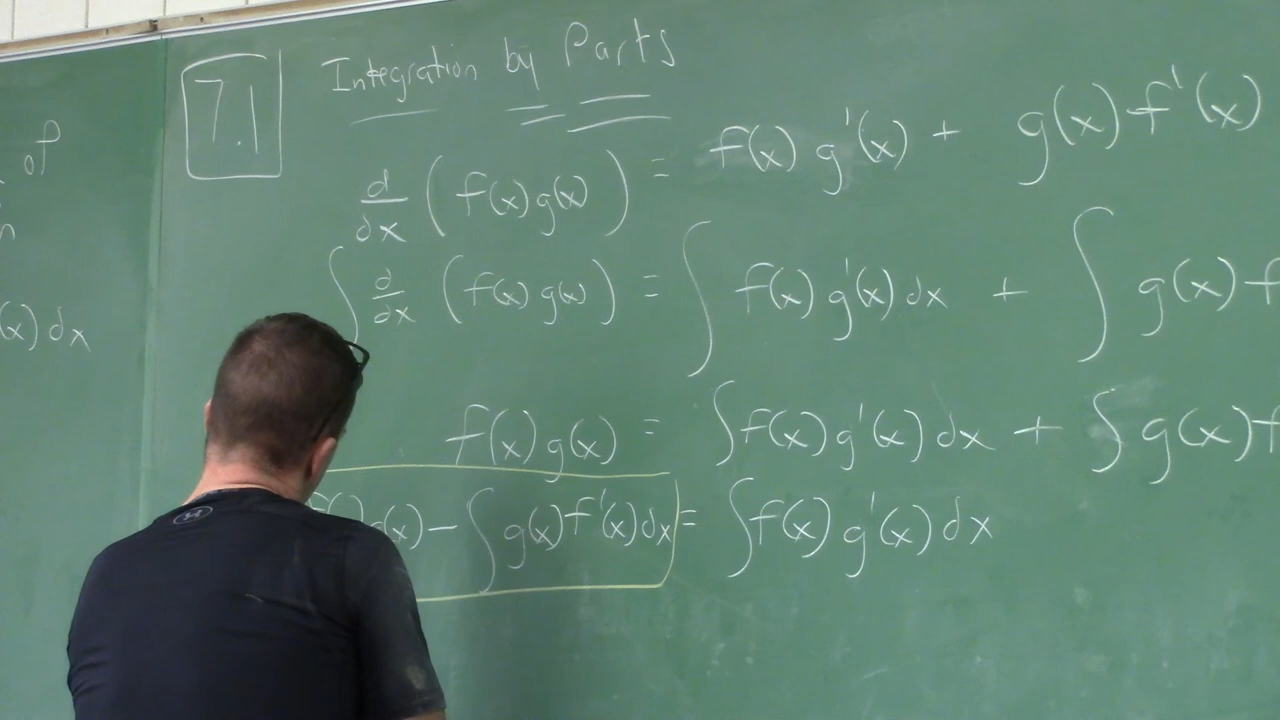 of
(x) dx
7.1 Integration by Parts
d/dx (f(x)g(x)) = f(x)g'(x) + g(x)f'(x)
∫ d/dx (f(x)g(x)) = ∫ f(x)g'(x)dx + ∫ g(x)f
f(x)g(x) = ∫f(x)g'(x)dx + ∫g(x)f
(x) - ∫g(x)f'(x)dx = ∫f(x)g'(x)dx